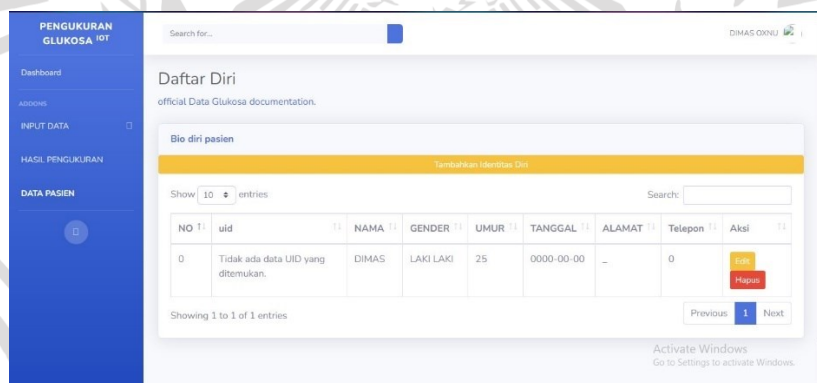 PENGUKURAN
GLUKOSA IOT
Search for...
DIMAS OXNU
Dashboard
ADDONS
INPUT DATA
HASIL PENGUKURAN
DATA PASIEN
Daftar Diri
official Data Glukosa documentation.
Bio diri pasien
Tambahkan Identitas Diri
Show 10 entries
Search:
NO uid NAMA GENDER UMUR TANGGAL ALAMAT Telepon Aksi
0 Tidak ada data UID yang DIMAS LAKI LAKI 25 0000-00-00 _ 0 Edit
ditemukan. Hapus
Showing 1 to 1 of 1 entries
Previous 1 Next
Activate Windows
Go to Settings to activate Windows.